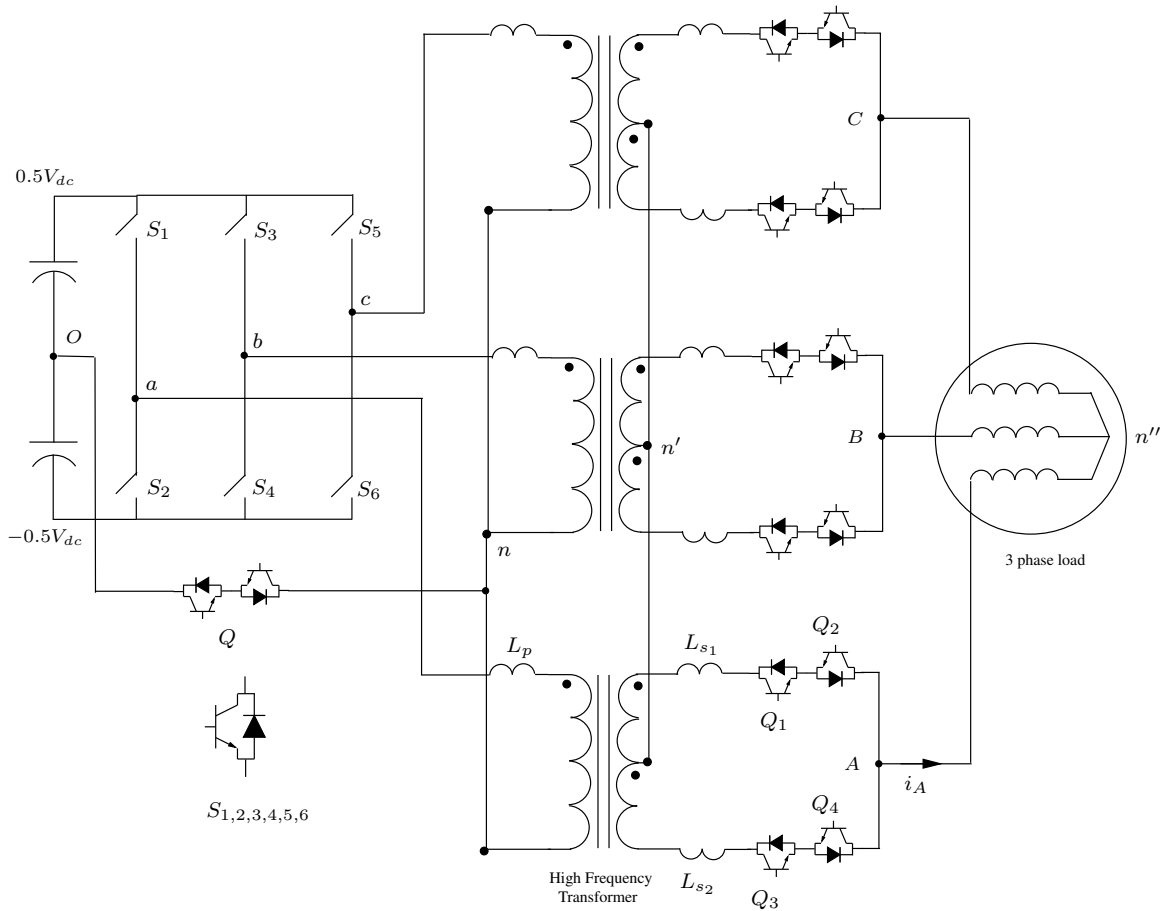 C
0.5V_{dc}
S_1
S_3
S_5
c
O
b
a
B
n'
n''
S_2
S_4
S_6
−0.5V_{dc}
n
3 phase load
Q
L_p
L_{s_1}
Q_2
Q_1
A
i_A
S_{1,2,3,4,5,6}
Q_4
High Frequency
Transformer
L_{s_2}
Q_3